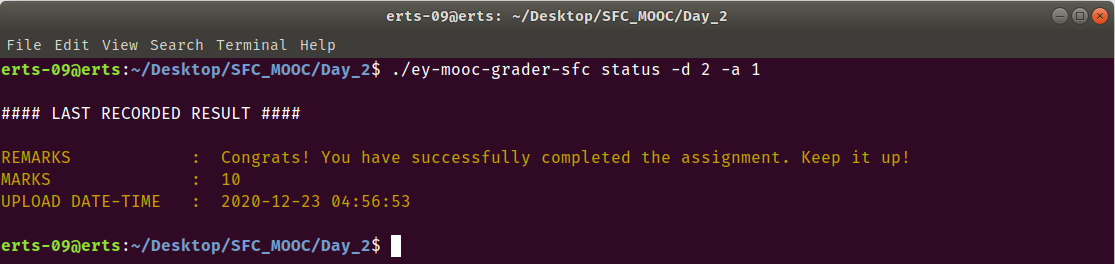 erts-09@erts: ~/Desktop/SFC_MOOC/Day_2
File Edit View Search Terminal Help
erts-09@erts:~/Desktop/SFC_MOOC/Day_2$ ./ey-mooc-grader-sfc status -d 2 -a 1
#### LAST RECORDED RESULT ####
REMARKS : Congrats! You have successfully completed the assignment. Keep it up!
MARKS : 10
UPLOAD DATE-TIME : 2020-12-23 04:56:53
erts-09@erts:~/Desktop/SFC_MOOC/Day_2$